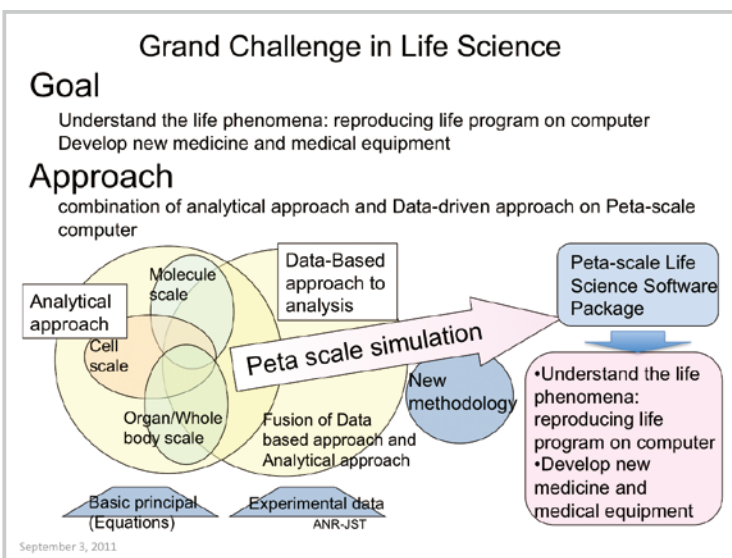 Grand Challenge in Life Science
Goal
Understand the life phenomena: reproducing life program on computer
Develop new medicine and medical equipment
Approach
combination of analytical approach and Data-driven approach on Peta-scale
computer
Analytical
approach
Molecule
scale
Cell
scale
Organ/Whole
body scale
Data-Based
approach to
analysis
Peta scale simulation
Fusion of Data
based approach and
Analytical approach
New
methodology
Peta-scale Life
Science Software
Package
•Understand the life
phenomena:
reproducing life
program on computer
•Develop new
medicine and
medical equipment
Basic principal
(Equations)
Experimental data
ANR-JST
September 3, 2011